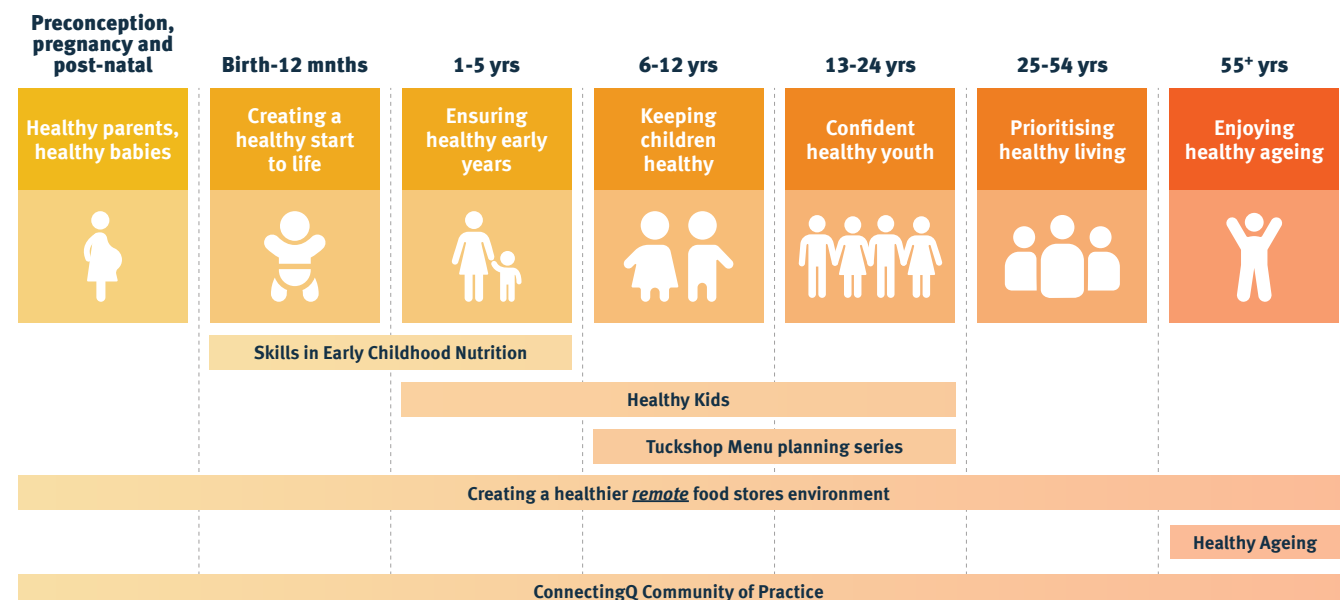 Preconception,
pregnancy and
post-natal
Birth-12 mnths
1-5 yrs
6-12 yrs
13-24 yrs
25-54 yrs
55+ yrs
Healthy parents,
healthy babies
Creating a
healthy start
to life
Ensuring
healthy early
years
Keeping
children
healthy
Confident
healthy youth
Prioritising
healthy living
Enjoying
healthy ageing
Skills in Early Childhood Nutrition
Healthy Kids
Tuckshop Menu planning series
Creating a healthier remote food stores environment
Healthy Ageing
ConnectingQ Community of Practice